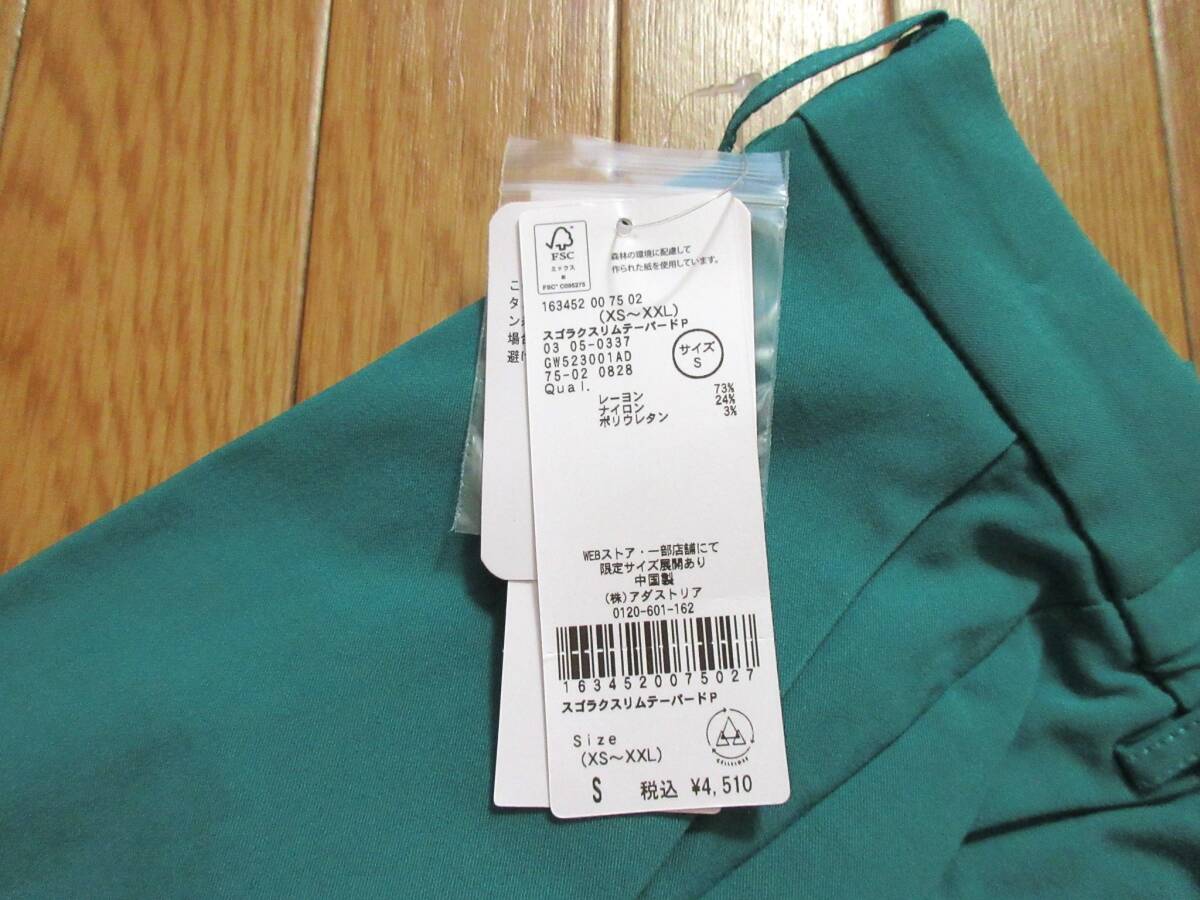 FSC
ミックス
紙
FSC® C095275
森林の環境に配慮して
作られた紙を使用しています。
163452 00 75 02
(XS～XXL)
スゴラクスリムテーパードP
03 05-0337
GW523001AD
75-02 0828
Qual.
サイズ
S
レーヨン 73%
ナイロン 24%
ポリウレタン 3%
WEBストア・一部店舗にて
限定サイズ展開あり
中国製
(株)アダストリア
0120-601-162
1634520075027
スゴラクスリムテーパードP
Size
(XS～XXL)
S 税込 ¥4,510
こ
タ
ン
場合
避け